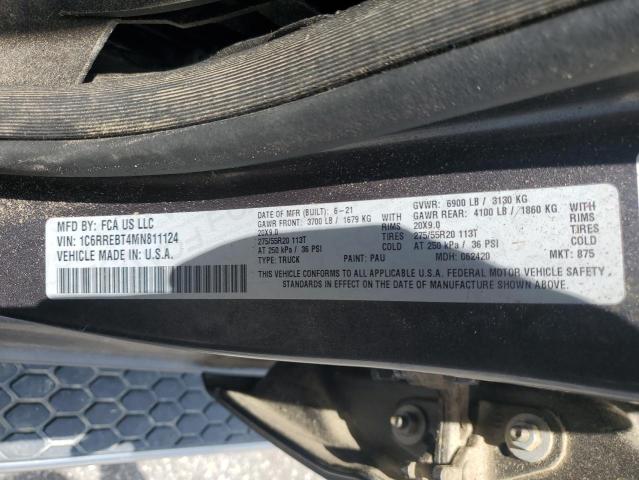 MFD BY: FCA US LLC
VIN: 1C6RREBT4MN811124
VEHICLE MADE IN: U.S.A.
DATE OF MFR (BUILT): 6-21 GVWR: 6900 LB / 3130 KG
GAWR FRONT: 3700 LB / 1679 KG WITH GAWR REAR: 4100 LB / 1860 KG WITH
20X9.0 RIMS 20X9.0 RIMS
275/55R20 113T TIRES 275/55R20 113T TIRES
AT 250 kPa / 36 PSI COLD AT 250 kPa / 36 PSI COLD
TYPE: TRUCK PAINT: PAU MDH: 062420 MKT: 875
THIS VEHICLE CONFORMS TO ALL APPLICABLE U.S.A. FEDERAL MOTOR VEHICLE SAFETY
STANDARDS IN EFFECT ON THE DATE OF MANUFACTURE SHOWN ABOVE.